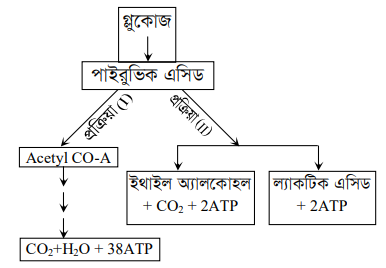 গ্লুকোজ
পাইরুভিক এসিড
প্রক্রিয়া (I)
প্রক্রিয়া (II)
Acetyl CO-A
ইথাইল অ্যালকোহল
+ CO₂ + 2ATP
ল্যাকটিক এসিড
+ 2ATP
CO₂+H₂O + 38ATP